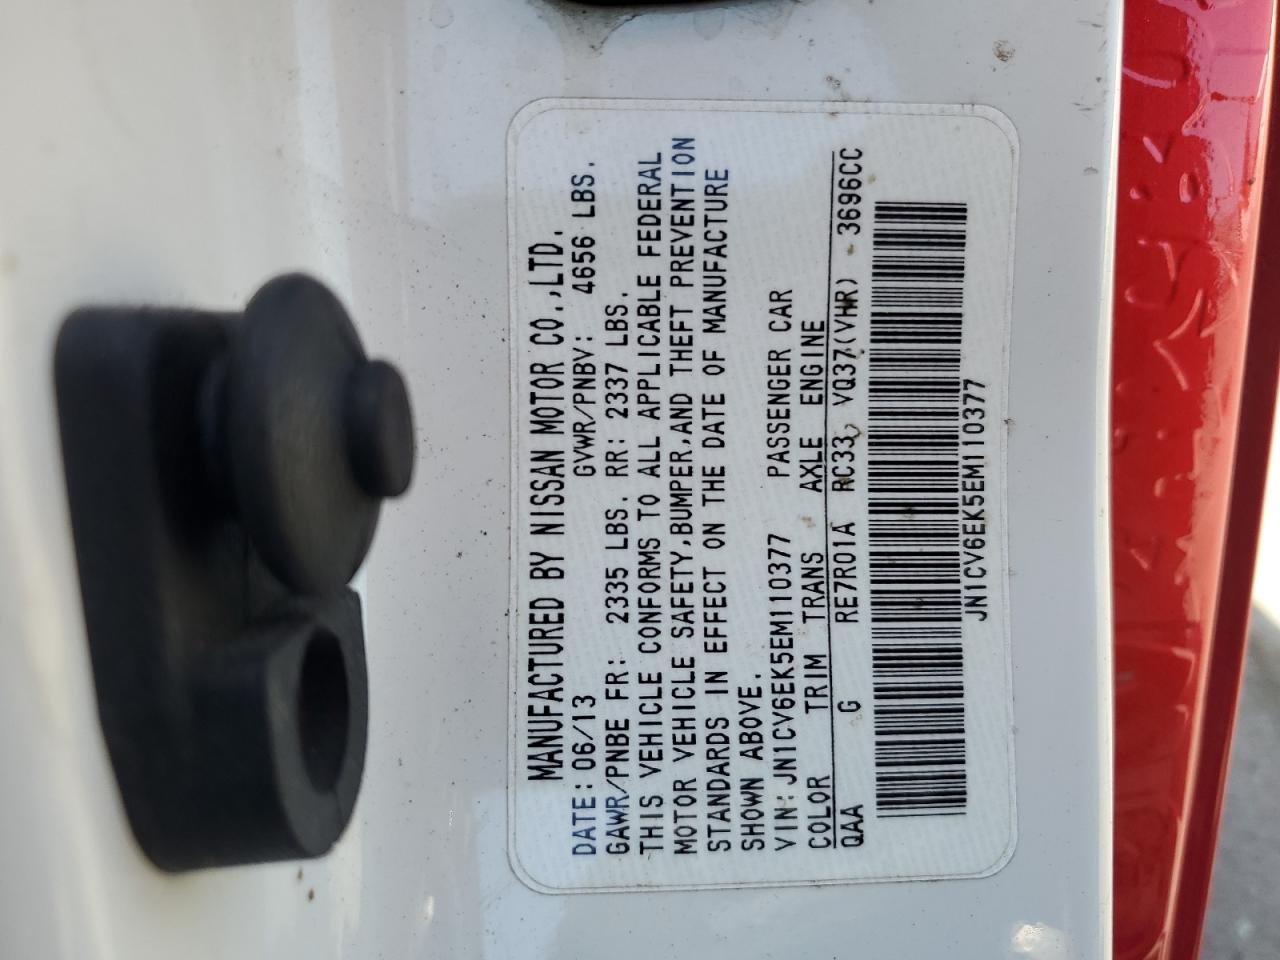 MANUFACTURED BY NISSAN MOTOR CO.,LTD.
DATE: 06/13 GVWR/PNBV: 4656 LBS.
GAWR/PNBE FR: 2335 LBS. RR: 2337 LBS.
THIS VEHICLE CONFORMS TO ALL APPLICABLE FEDERAL
MOTOR VEHICLE SAFETY,BUMPER,AND THEFT PREVENTION
STANDARDS IN EFFECT ON THE DATE OF MANUFACTURE
SHOWN ABOVE.
VIN: JN1CV6EK5EM110377 PASSENGER CAR
COLOR TRIM TRANS AXLE ENGINE
QAA G RE7R01A RC33 VQ37(VHR) 3696CC
JN1CV6EK5EM110377